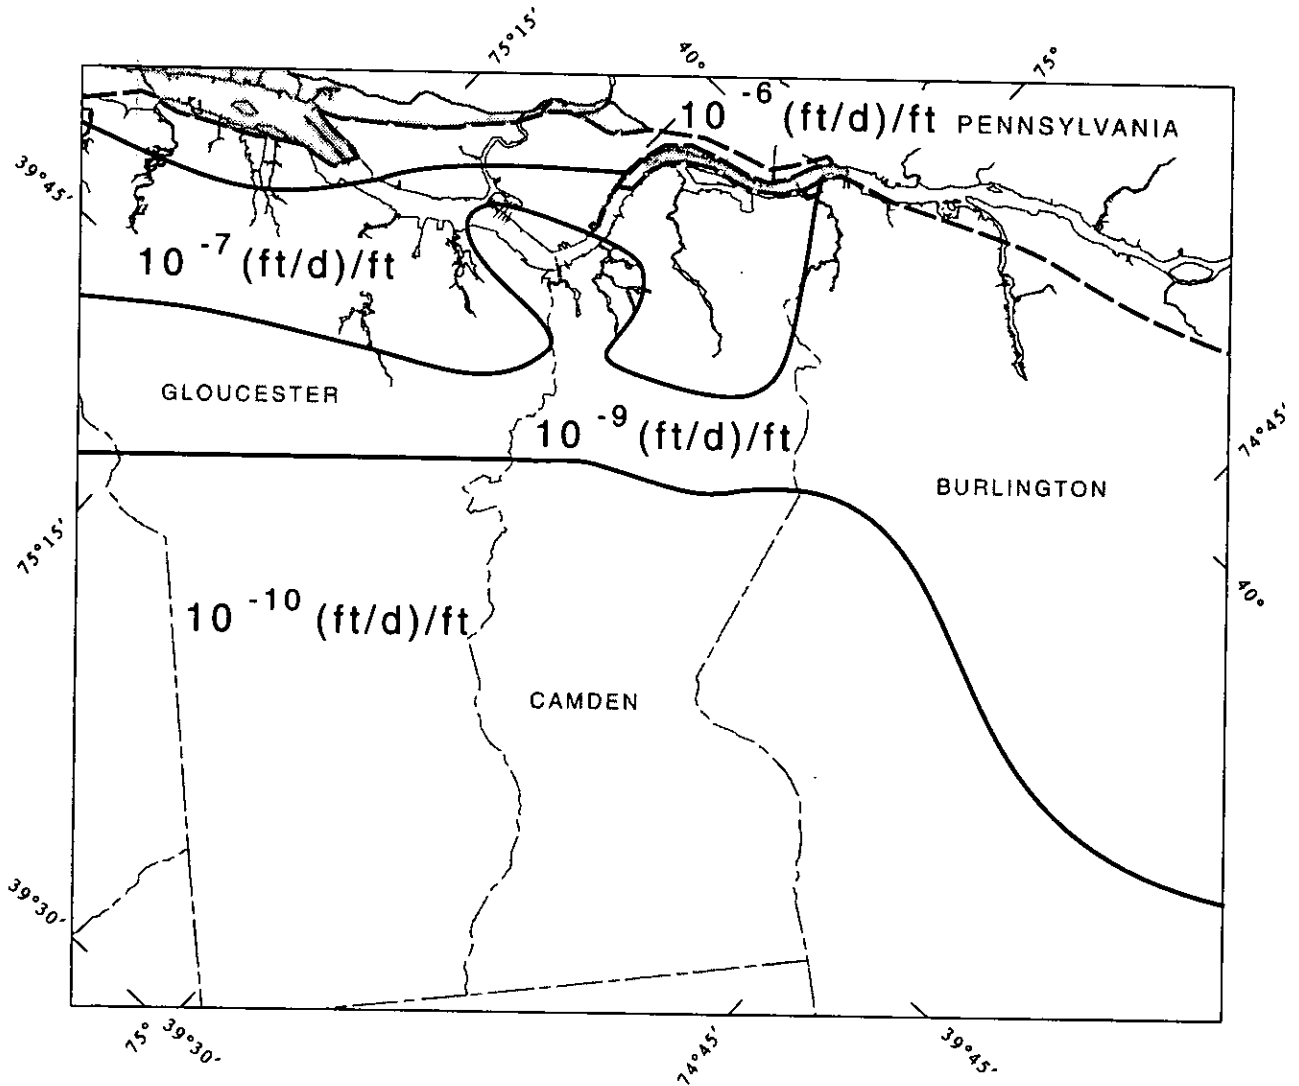 75°15′
40°
75°
10 -6 (ft/d)/ft PENNSYLVANIA
39°45′
10 -7 (ft/d)/ft
GLOUCESTER
10 -9 (ft/d)/ft
74°45′
BURLINGTON
75°15′
40°
10 -10 (ft/d)/ft
CAMDEN
39°30′
75°
39°30′
74°45′
39°45′